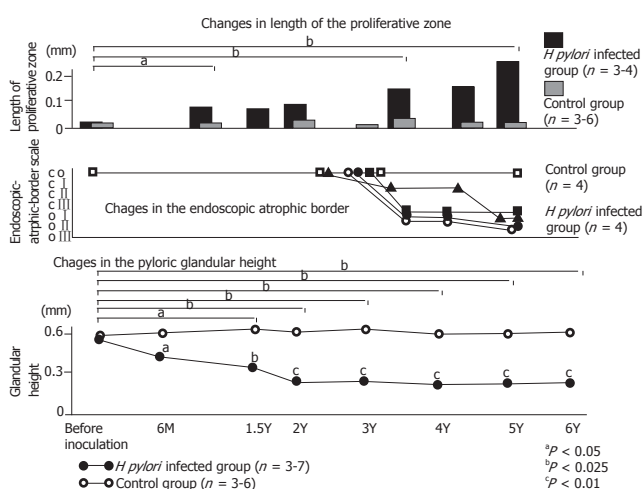 Changes in length of the proliferative zone
(mm)
b
b
a
0.2
0.1
0
Length of
proliferative zone
H pylori infected
group (n = 3-4)
Control group
(n = 3-6)
Endoscopic-
atrphic-border scale
C O
C I
C II
C III
O I
O II
O III
Chages in the endoscopic atrophic border
Control group
(n = 4)
H pylori infected
group (n = 4)
Chages in the pyloric glandular height
b
b
b
b
b
a
(mm)
0.6
0.3
0
Glandular
height
a
b
c
c
c
c
c
Before
inoculation
6M
1.5Y
2Y
3Y
4Y
5Y
6Y
H pylori infected group (n = 3-7)
Control group (n = 3-6)
aP < 0.05
bP < 0.025
cP < 0.01